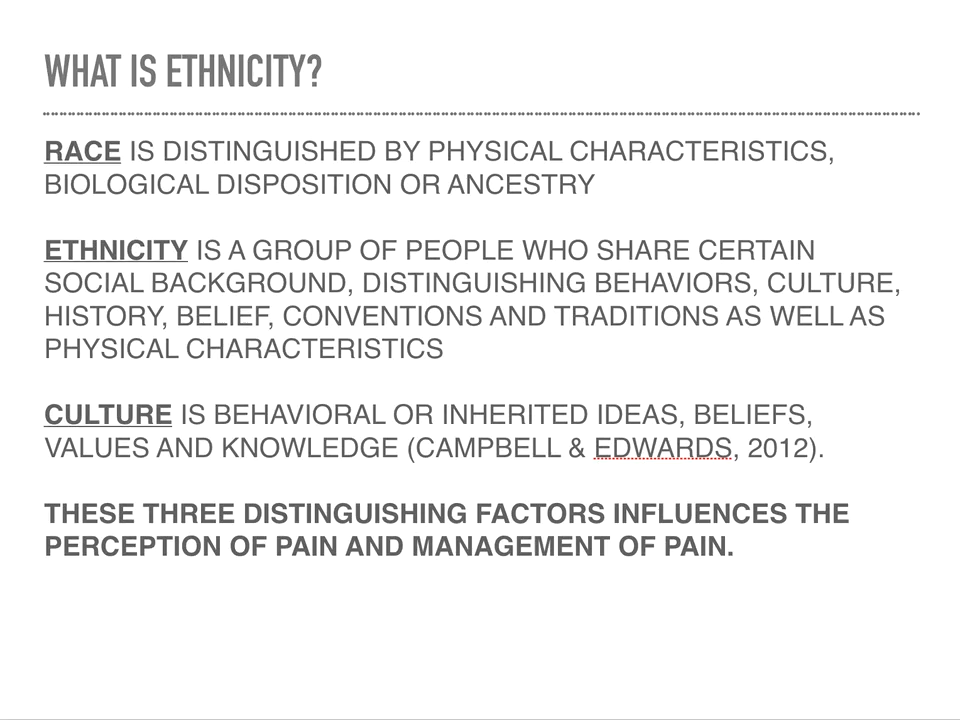 WHAT IS ETHNICITY?
RACE IS DISTINGUISHED BY PHYSICAL CHARACTERISTICS,
BIOLOGICAL DISPOSITION OR ANCESTRY
ETHNICITY IS A GROUP OF PEOPLE WHO SHARE CERTAIN
SOCIAL BACKGROUND, DISTINGUISHING BEHAVIORS, CULTURE,
HISTORY, BELIEF, CONVENTIONS AND TRADITIONS AS WELL AS
PHYSICAL CHARACTERISTICS
CULTURE IS BEHAVIORAL OR INHERITED IDEAS, BELIEFS,
VALUES AND KNOWLEDGE (CAMPBELL & EDWARDS, 2012).
THESE THREE DISTINGUISHING FACTORS INFLUENCES THE
PERCEPTION OF PAIN AND MANAGEMENT OF PAIN.